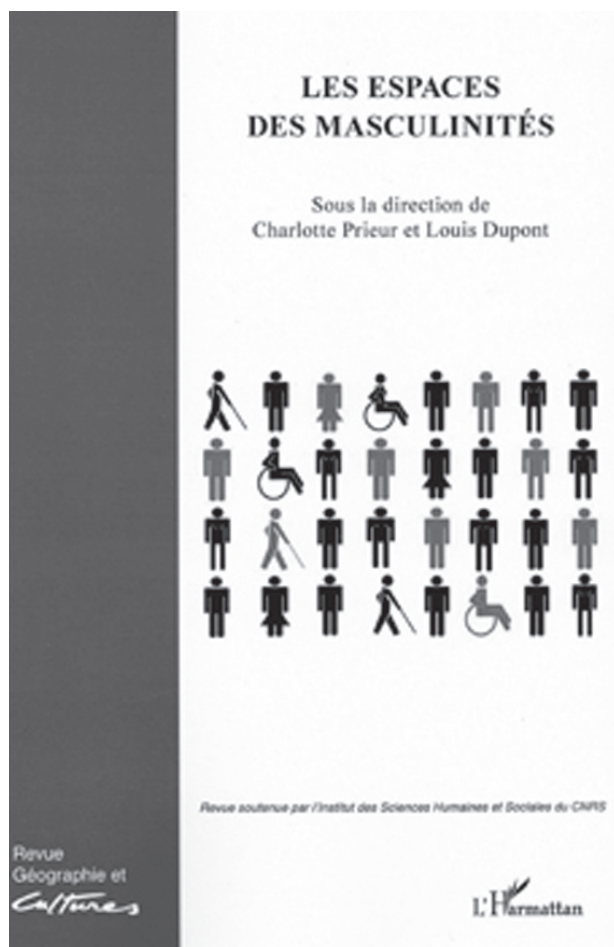 LES ESPACES
DES MASCULINITÉS
Sous la direction de
Charlotte Prieur et Louis Dupont
Revue soutenue par l'Institut des Sciences Humaines et Sociales du CNRS
Revue
Géographie et
Cultures
L'Harmattan